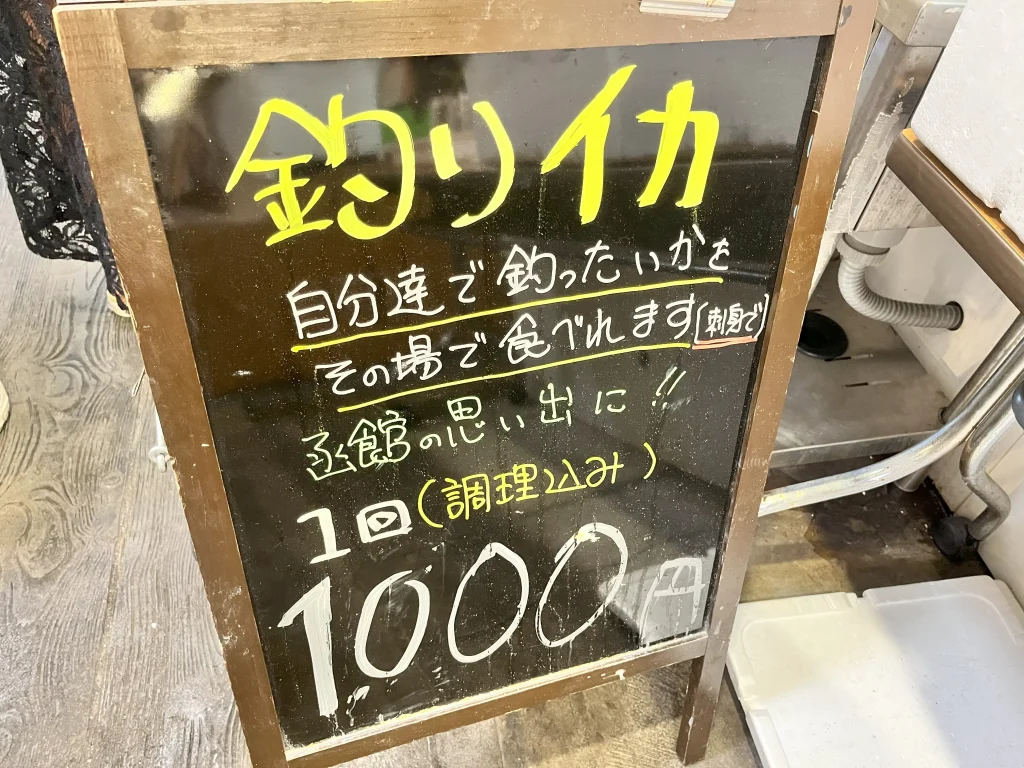 釣りイカ
自分達で釣ったいかを
その場で食べれます(刺身で)
函館の思い出に!!
1回(調理込み)
1000円